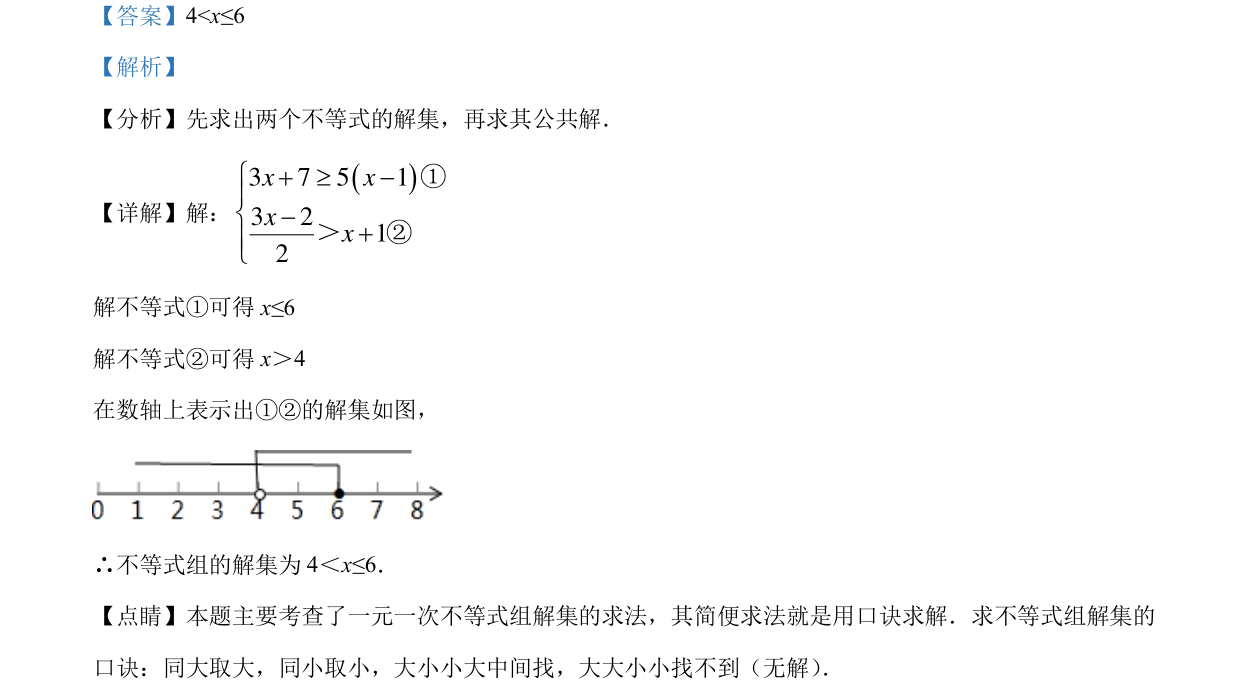 【答案】4<x≤6
【解析】
【分析】先求出两个不等式的解集，再求其公共解．
3x+7≥5(x−1)①
【详解】解：
3x−2
＞x+1②
2
解不等式①可得 x≤6
解不等式②可得 x＞4
在数轴上表示出①②的解集如图，
0 1 2 3 4 5 6 7 8
∴不等式组的解集为 4＜x≤6．
【点睛】本题主要考查了一元一次不等式组解集的求法，其简便求法就是用口诀求解．求不等式组解集的
口诀：同大取大，同小取小，大小小大中间找，大大小小找不到（无解）．